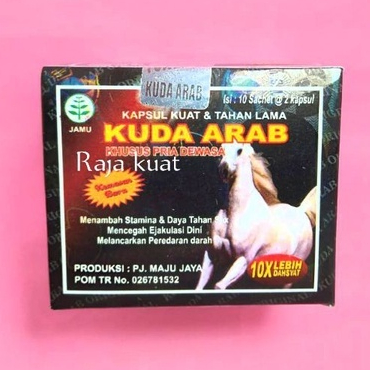 KUDA ARAB
Isi : 10 Sachet @ 2 kapsul
JAMU
KAPSUL KUAT & TAHAN LAMA
KUDA ARAB
KHUSUS PRIA DEWASA
Raja kuat
Kemasan
Baru
Menambah Stamina & Daya Tahan
Mencegah Ejakulasi Dini
Melancarkan Peredaran darah
PRODUKSI : PJ. MAJU JAYA
POM TR No. 026781532
10X LEBIH
DAHSYAT